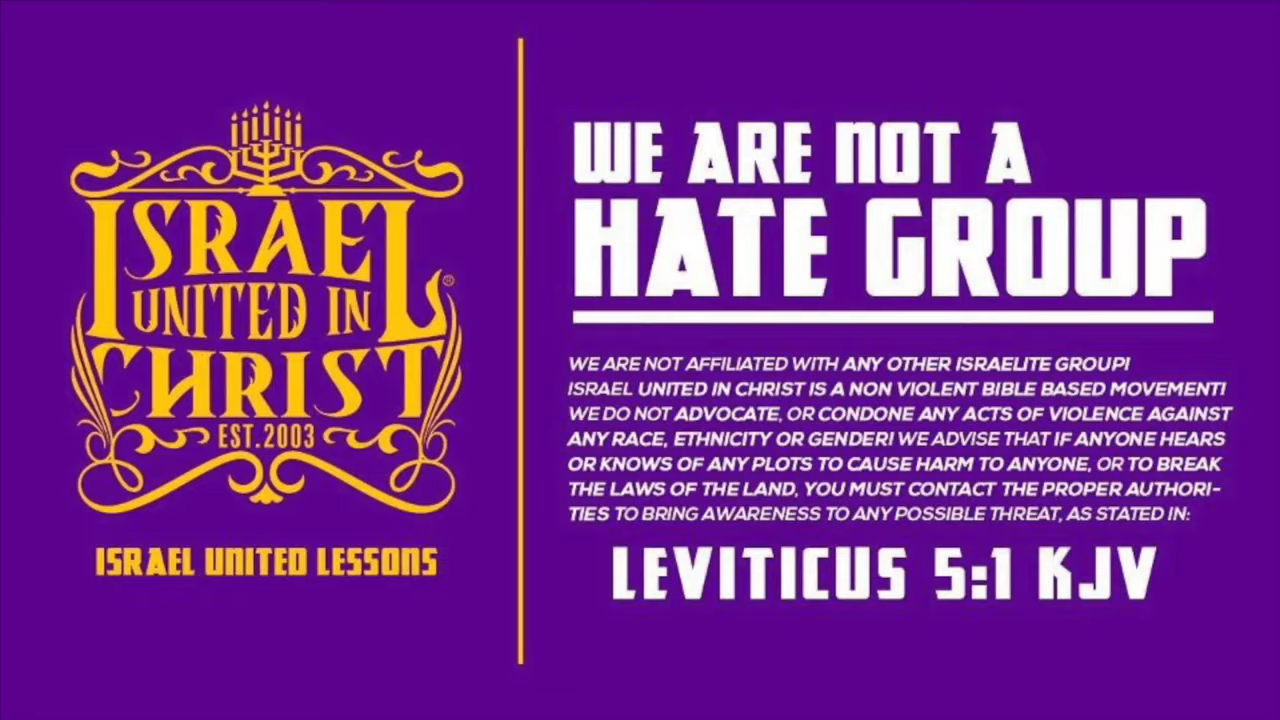 ISRAEL
UNITED IN
CHRIST
EST.2003
ISRAEL UNITED LESSONS
WE ARE NOT A
HATE GROUP
WE ARE NOT AFFILIATED WITH ANY OTHER ISRAELITE GROUP!
ISRAEL UNITED IN CHRIST IS A NON VIOLENT BIBLE BASED MOVEMENT!
WE DO NOT ADVOCATE, OR CONDONE ANY ACTS OF VIOLENCE AGAINST
ANY RACE, ETHNICITY OR GENDER! WE ADVISE THAT IF ANYONE HEARS
OR KNOWS OF ANY PLOTS TO CAUSE HARM TO ANYONE, OR TO BREAK
THE LAWS OF THE LAND, YOU MUST CONTACT THE PROPER AUTHORI-
TIES TO BRING AWARENESS TO ANY POSSIBLE THREAT, AS STATED IN:
LEVITICUS 5:1 KJV